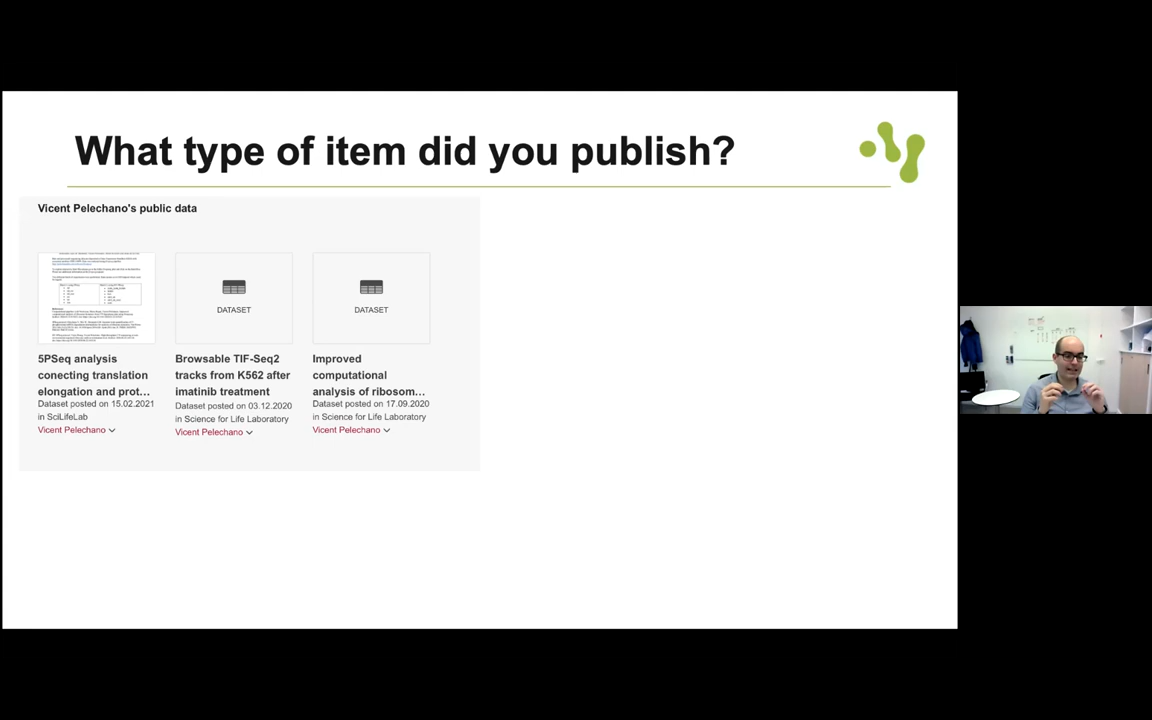 What type of item did you publish?
Vicent Pelechano's public data
DATASET
DATASET
5PSeq analysis
conecting translation
elongation and prot...
Dataset posted on 15.02.2021
in SciLifeLab
Vicent Pelechano
Browsable TIF-Seq2
tracks from K562 after
imatinib treatment
Dataset posted on 03.12.2020
in Science for Life Laboratory
Vicent Pelechano
Improved
computational
analysis of ribosom...
Dataset posted on 17.09.2020
in Science for Life Laboratory
Vicent Pelechano